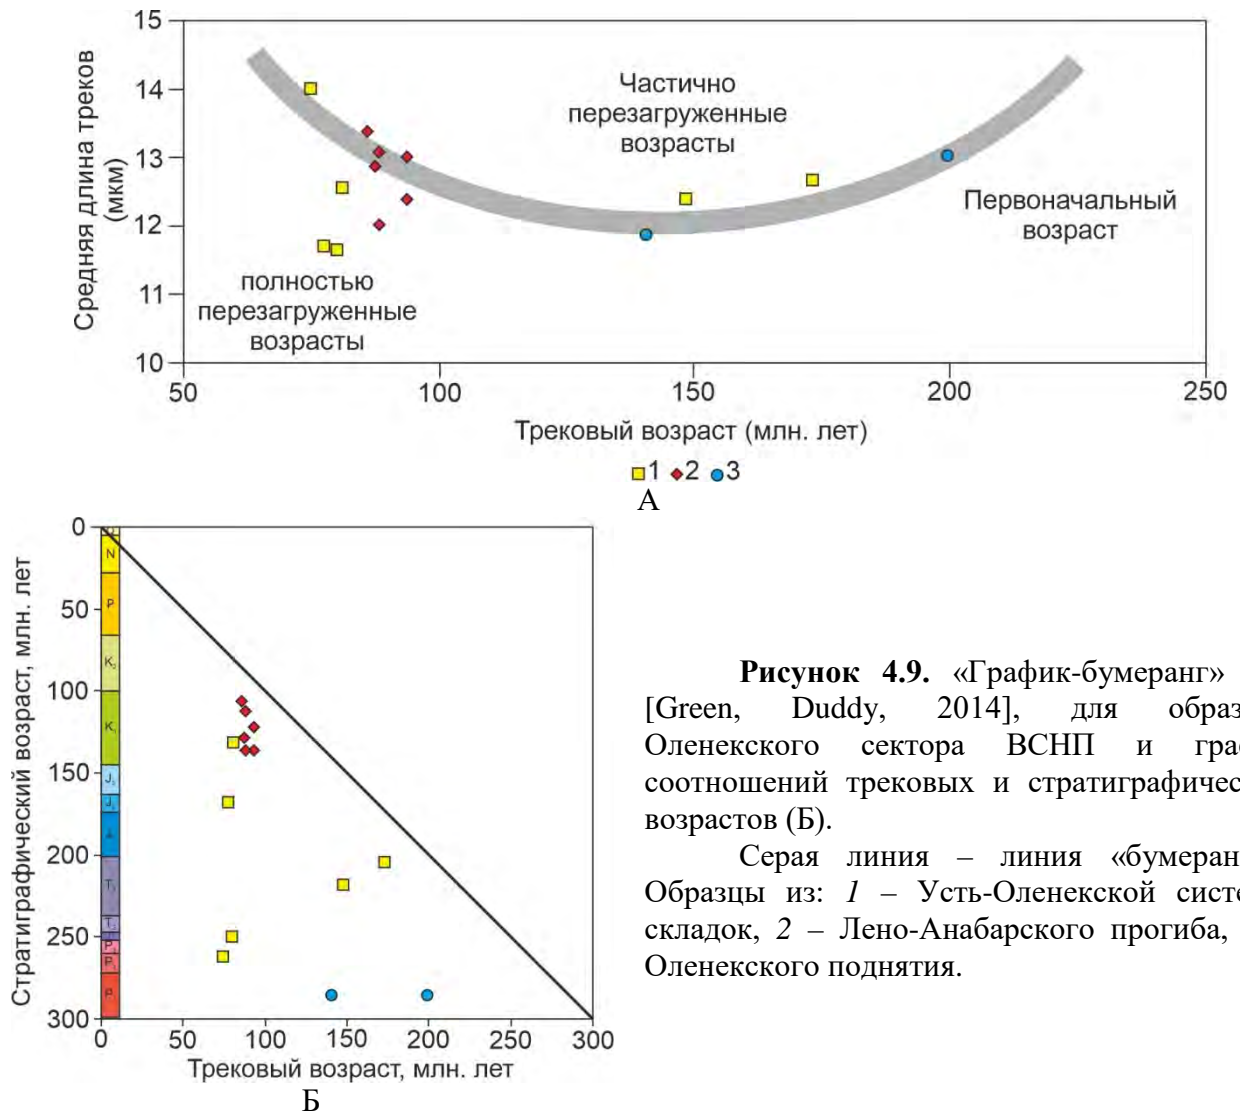 15
14
13
12
11
10
Средняя длина треков
(мкм)
Частично
перезагруженные
возрасты
Первоначальный
возраст
полностью
перезагруженные
возрасты
50 100 150 200 250
Трековый возраст (млн. лет)
1 2 3
А
0
50
100
150
200
250
300
Стратиграфический возраст, млн. лет
N
P
K₂
K₁
J₃
J₂
T₃
0 50 100 150 200 250 300
Трековый возраст, млн. лет
Б
Рисунок 4.9. «График-бумеранг»
[Green, Duddy, 2014], для образ
Оленекского сектора ВСНП и гра
соотношений трековых и стратиграфичес
возрастов (Б).
Серая линия – линия «бумеран
Образцы из: 1 – Усть-Оленекской систе
складок, 2 – Лено-Анабарского прогиба,
Оленекского поднятия.